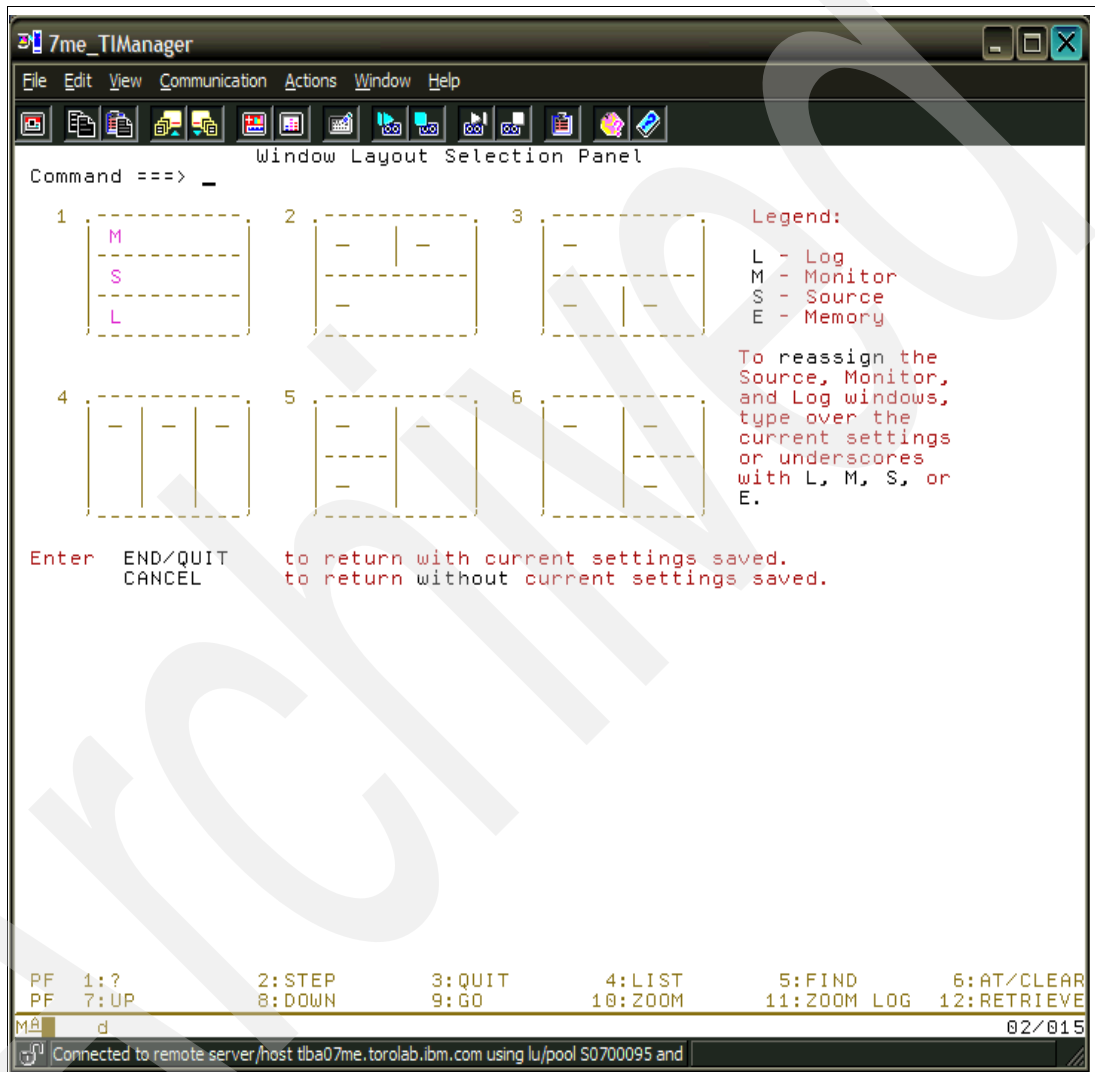 7me_TIManager
File Edit View Communication Actions Window Help
Window Layout Selection Panel
Command ===> _
1 .-----------. 2 .-----------. 3 .-----------. Legend:
M _ _ _
L - Log
S M - Monitor
_ _ _ S - Source
L E - Memory
To reassign the
Source, Monitor,
4 .-----------. 5 .-----------. 6 .-----------. and Log windows,
_ _ _ _ _ _ _ type over the
current settings
or underscores
_ _ with L, M, S, or
E.
Enter END/QUIT to return with current settings saved.
CANCEL to return without current settings saved.
PF 1:? 2:STEP 3:QUIT 4:LIST 5:FIND 6:AT/CLEAR
PF 7:UP 8:DOWN 9:GO 10:ZOOM 11:ZOOM LOG 12:RETRIEVE
MA d 02/015
Connected to remote server/host tlba07me.torolab.ibm.com using lu/pool S0700095 and
Archived